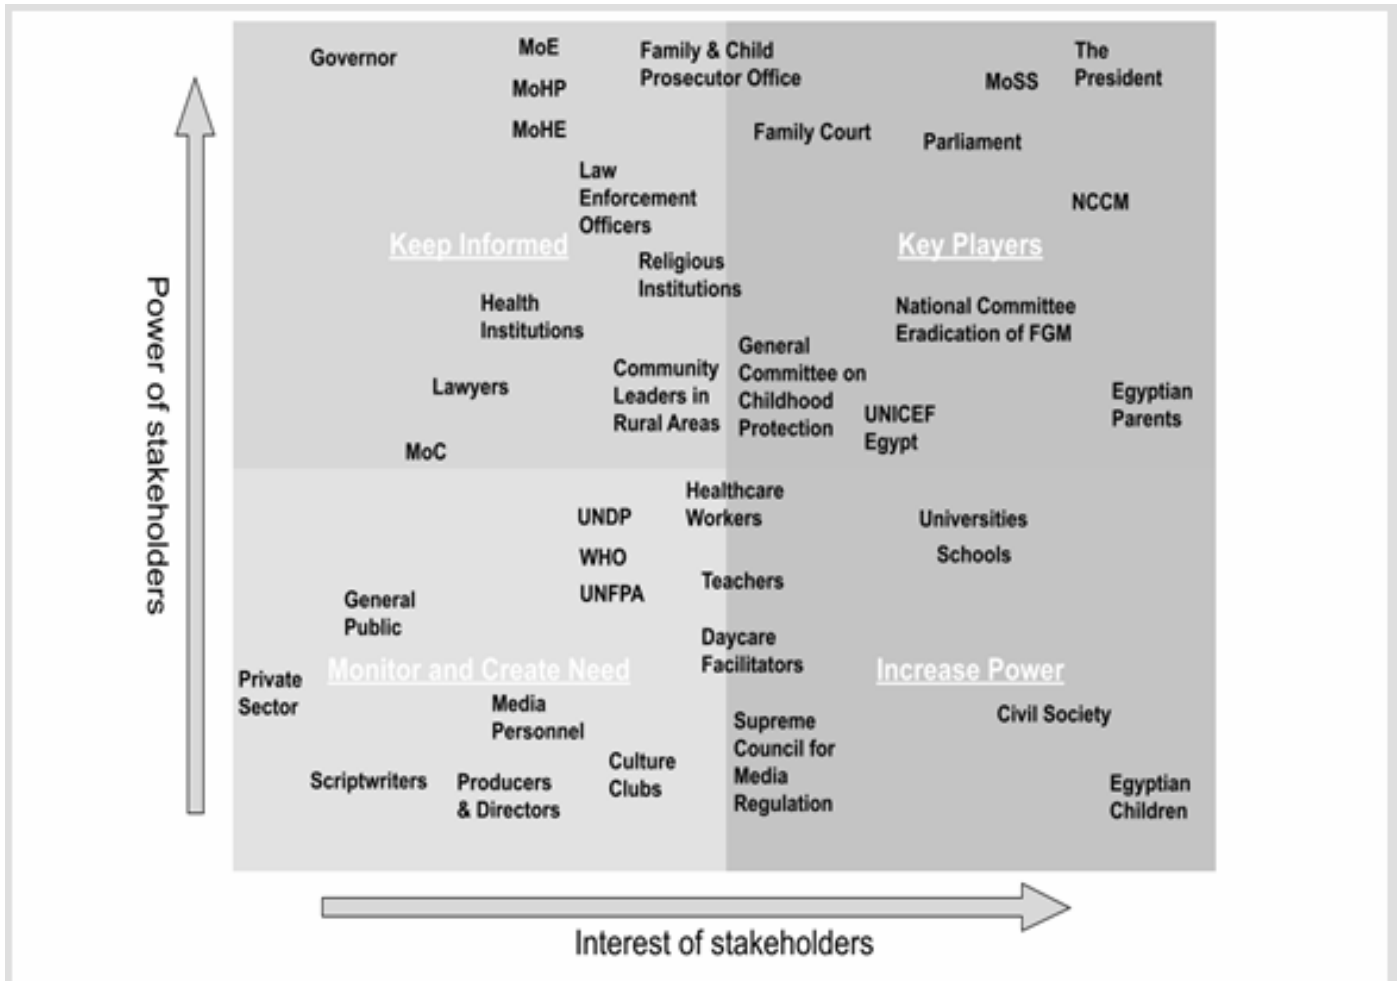 Governor
MoE
MoHP
MoHE
Family & Child
Prosecutor Office
MoSS
The
President
Family Court
Parliament
Law
Enforcement
Officers
NCCM
Keep Informed
Key Players
Religious
Institutions
Health
Institutions
National Committee
Eradication of FGM
General
Committee on
Childhood
Protection
Community
Leaders in
Rural Areas
Lawyers
UNICEF
Egypt
Egyptian
Parents
MoC
Power of stakeholders
Healthcare
Workers
UNDP
WHO
UNFPA
Universities
Schools
Teachers
General
Public
Daycare
Facilitators
Monitor and Create Need
Increase Power
Private
Sector
Media
Personnel
Civil Society
Supreme
Council for
Media
Regulation
Culture
Clubs
Scriptwriters
Producers
& Directors
Egyptian
Children
Interest of stakeholders